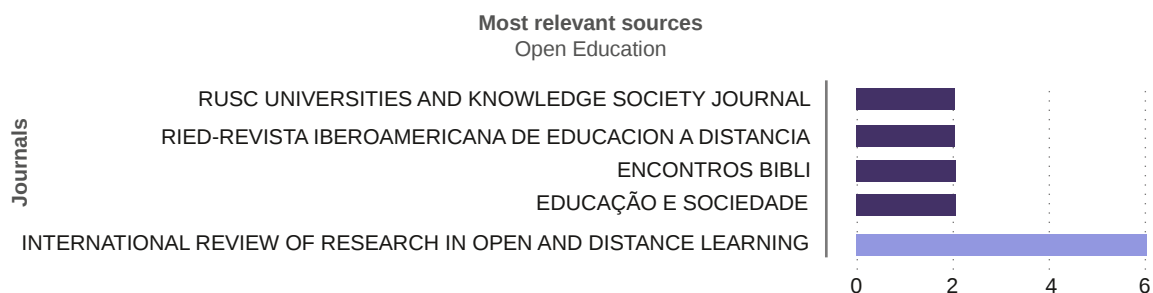 Most relevant sources
Open Education
Journals
RUSC UNIVERSITIES AND KNOWLEDGE SOCIETY JOURNAL
RIED-REVISTA IBEROAMERICANA DE EDUCACION A DISTANCIA
ENCONTROS BIBLI
EDUCAÇÃO E SOCIEDADE
INTERNATIONAL REVIEW OF RESEARCH IN OPEN AND DISTANCE LEARNING
0 2 4 6